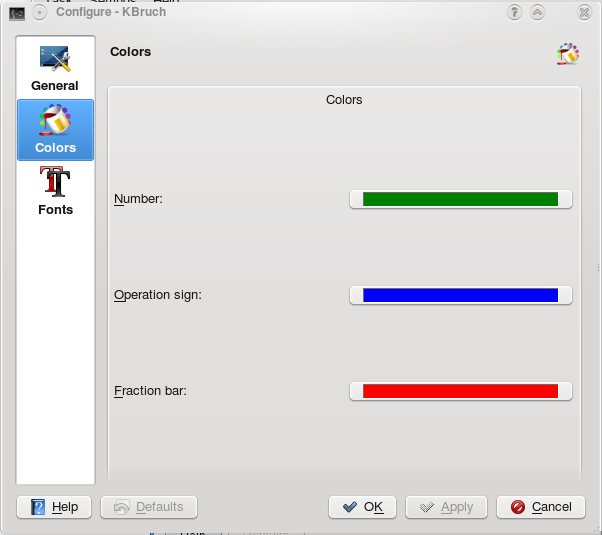 Configure - KBruch
Colors
General
Colors
Fonts
Colors
Number:
Operation sign:
Fraction bar:
Help
Defaults
OK
Apply
Cancel